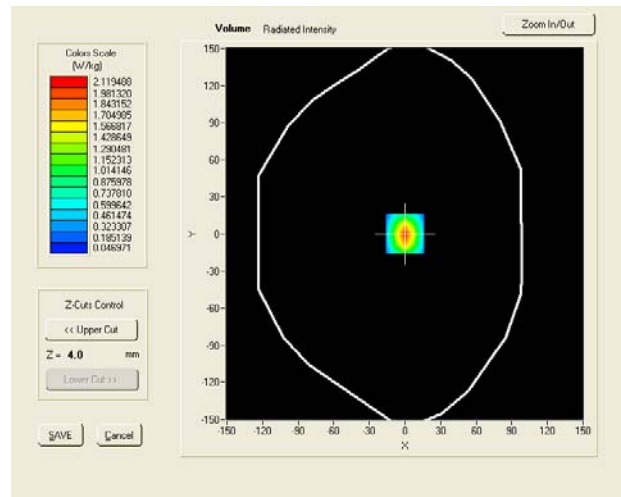 Volume Radiated Intensity
Zoom In/Out
Colors Scale
(W/kg)
2.119488
1.981320
1.843152
1.704985
1.566817
1.428649
1.290481
1.152313
1.014146
0.875978
0.737810
0.599642
0.461474
0.323307
0.185139
0.046971
Z-Cuts Control
<< Upper Cut
Z = 4.0 mm
Lower Cut >>
SAVE Cancel
150
120
90
60
30
0
-30
-60
-90
-120
-150
Y
-150 -120 -90 -60 -30 0 30 60 90 120 150
X